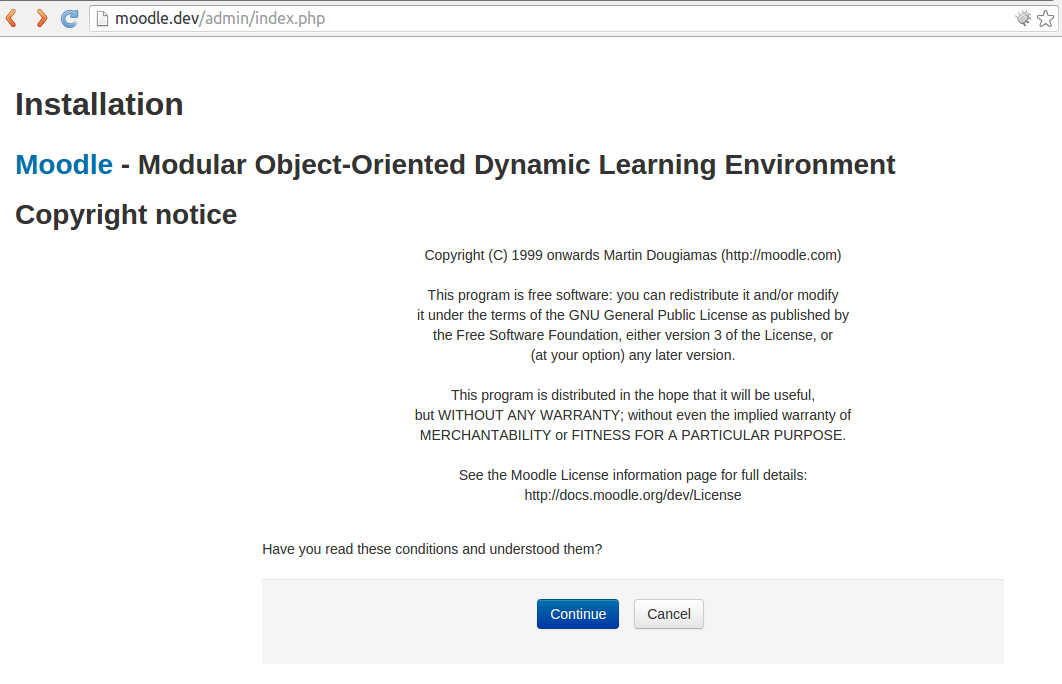 moodle.dev/admin/index.php
Installation
Moodle - Modular Object-Oriented Dynamic Learning Environment
Copyright notice
Copyright (C) 1999 onwards Martin Dougiamas (http://moodle.com)
This program is free software: you can redistribute it and/or modify
it under the terms of the GNU General Public License as published by
the Free Software Foundation, either version 3 of the License, or
(at your option) any later version.
This program is distributed in the hope that it will be useful,
but WITHOUT ANY WARRANTY; without even the implied warranty of
MERCHANTABILITY or FITNESS FOR A PARTICULAR PURPOSE.
See the Moodle License information page for full details:
http://docs.moodle.org/dev/License
Have you read these conditions and understood them?
Continue Cancel